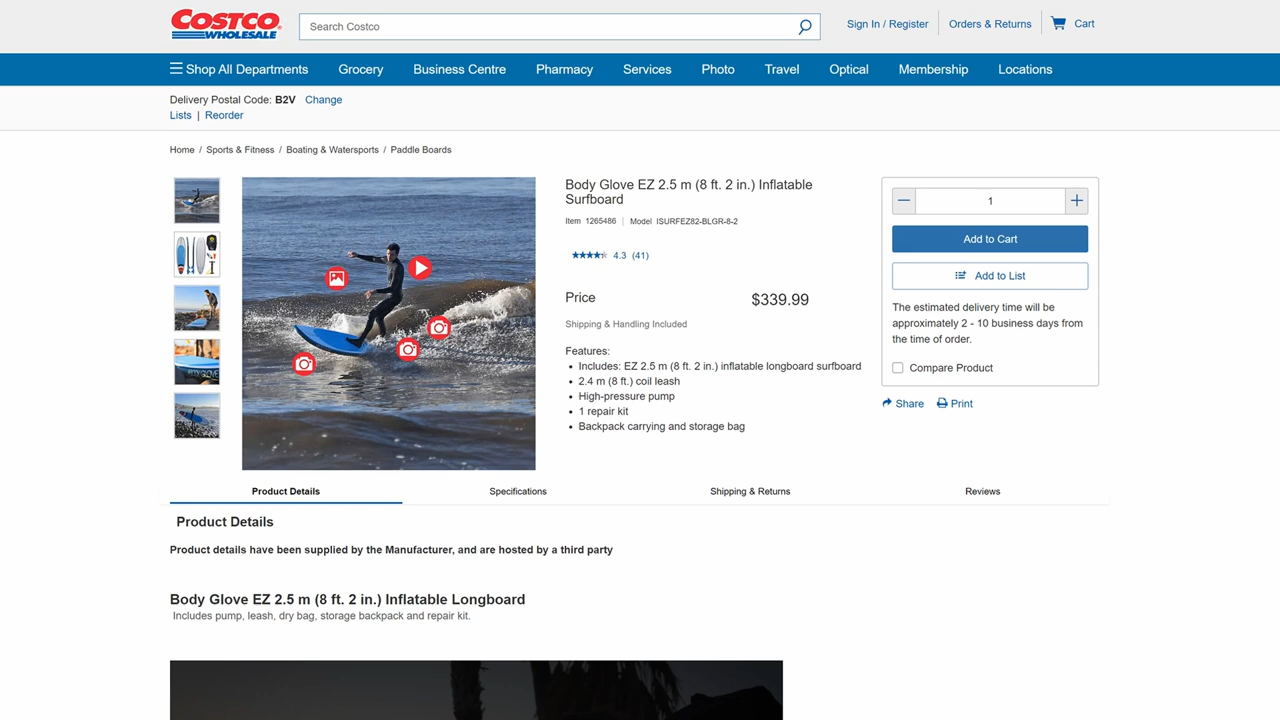 COSTCO
WHOLESALE
Search Costco
Sign In / Register
Orders & Returns
Cart
Shop All Departments
Grocery
Business Centre
Pharmacy
Services
Photo
Travel
Optical
Membership
Locations
Delivery Postal Code: B2V Change
Lists | Reorder
Home / Sports & Fitness / Boating & Watersports / Paddle Boards
Body Glove EZ 2.5 m (8 ft. 2 in.) Inflatable
Surfboard
Item 1265486 | Model ISURFEZ82-BLGR-8-2
4.3 (41)
Price $339.99
Shipping & Handling Included
Features:
• Includes: EZ 2.5 m (8 ft. 2 in.) inflatable longboard surfboard
• 2.4 m (8 ft.) coil leash
• High-pressure pump
• 1 repair kit
• Backpack carrying and storage bag
1
Add to Cart
Add to List
The estimated delivery time will be
approximately 2 - 10 business days from
the time of order.
Compare Product
Share
Print
Product Details
Specifications
Shipping & Returns
Reviews
Product Details
Product details have been supplied by the Manufacturer, and are hosted by a third party
Body Glove EZ 2.5 m (8 ft. 2 in.) Inflatable Longboard
Includes pump, leash, dry bag, storage backpack and repair kit.